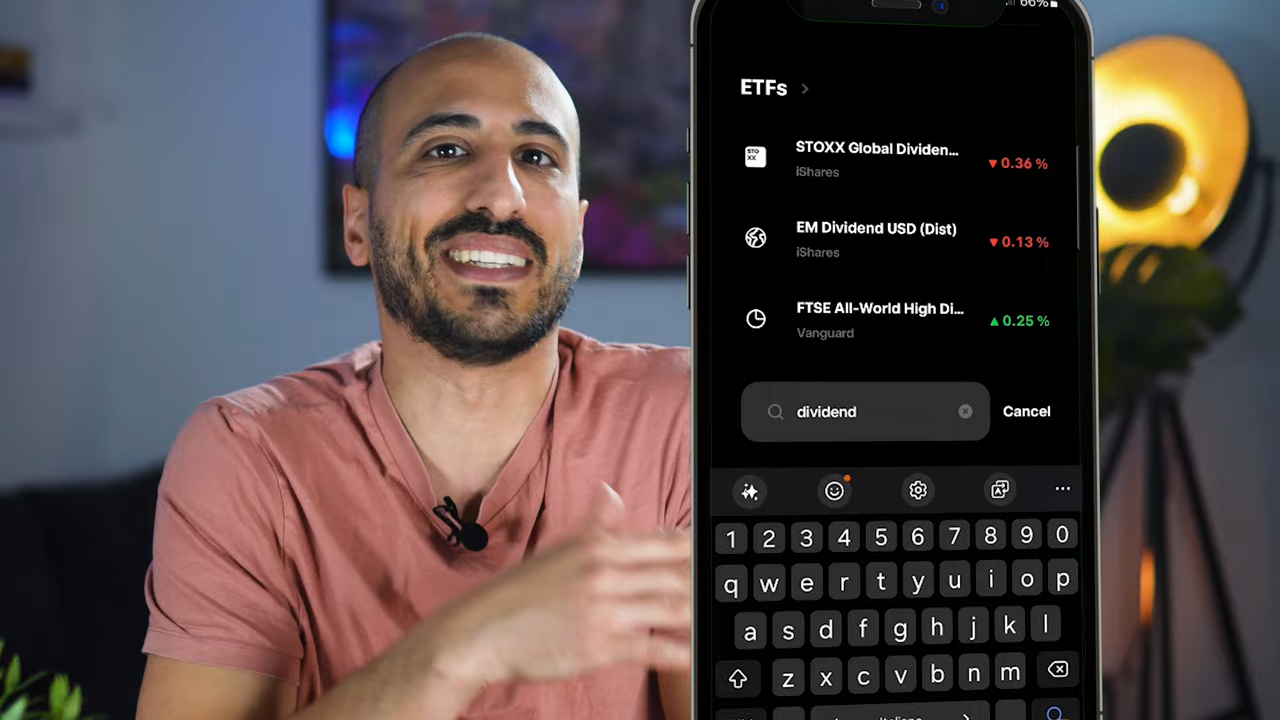 66%
ETFs
STOXX Global Dividen...
iShares
▼0.36 %
EM Dividend USD (Dist)
iShares
▼0.13 %
FTSE All-World High Di...
Vanguard
▲0.25 %
dividend
Cancel
1 2 3 4 5 6 7 8 9 0
q w e r t y u i o p
a s d f g h j k l
z x c v b n m